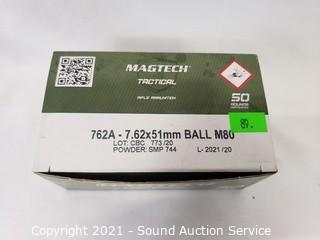 MAGTECH
TACTICAL
RIFLE AMMUNITION
50
ROUNDS
89.
762A - 7.62x51mm BALL M80
LOT: CBC 773/20
POWDER: SMP 744 L- 2021/20
Copyright 2021 - Sound Auction Service